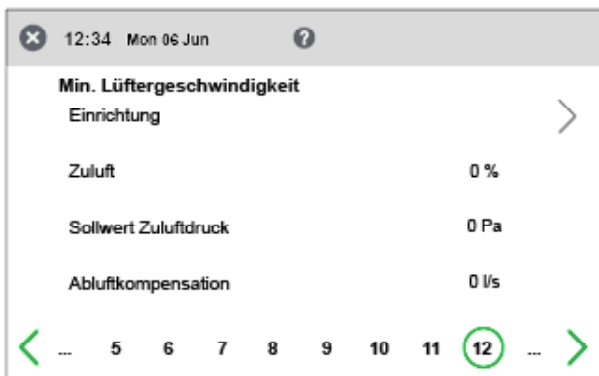 12:34 Mon 06 Jun ?
Min. Lüftergeschwindigkeit
Einrichtung
Zuluft 0 %
Sollwert Zuluftdruck 0 Pa
Abluftkompensation 0 l/s
... 5 6 7 8 9 10 11 12 ...